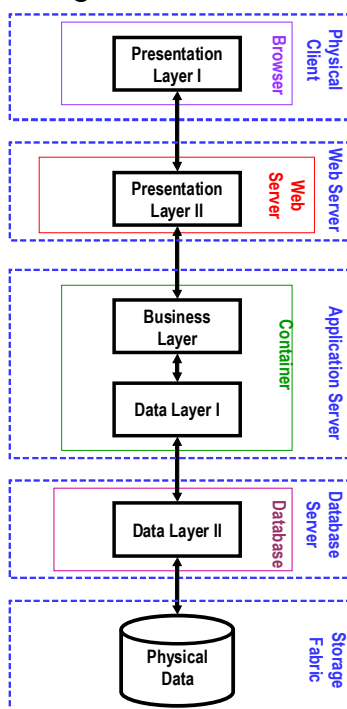 Presentation
Layer I
Browser
Physical
Client
Presentation
Layer II
Web
Server
Web Server
Business
Layer
Data Layer I
Container
Application Server
Data Layer II
Database
Database
Server
Physical
Data
Storage
Fabric